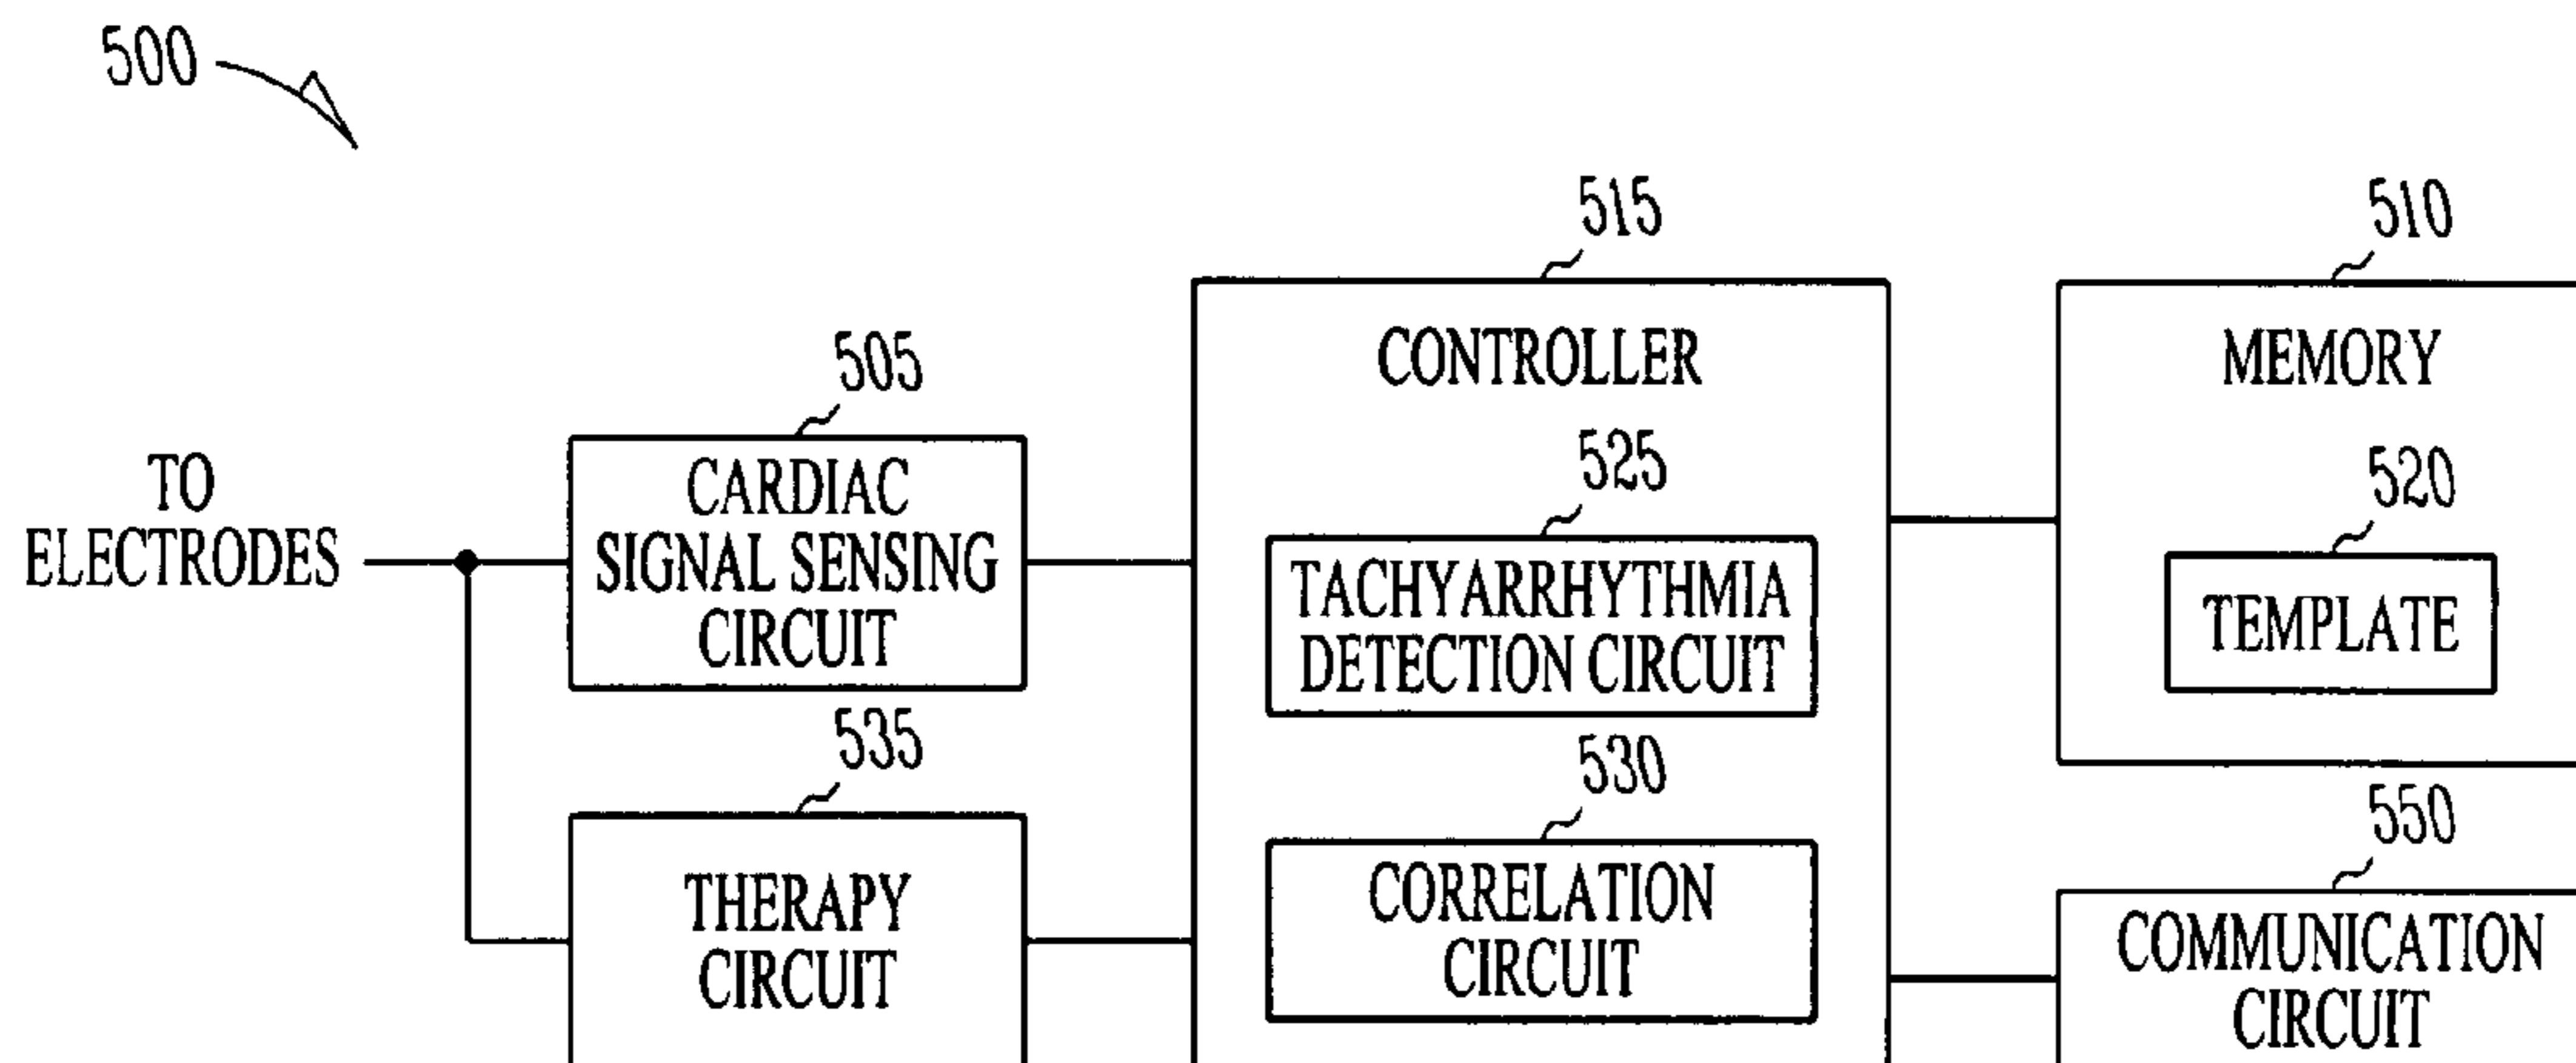 500
515
510
CONTROLLER
MEMORY
505
TO
ELECTRODES
CARDIAC
SIGNAL SENSING
CIRCUIT
525
TACHYARRHYTHMIA
DETECTION CIRCUIT
520
TEMPLATE
535
THERAPY
CIRCUIT
530
CORRELATION
CIRCUIT
550
COMMUNICATION
CIRCUIT